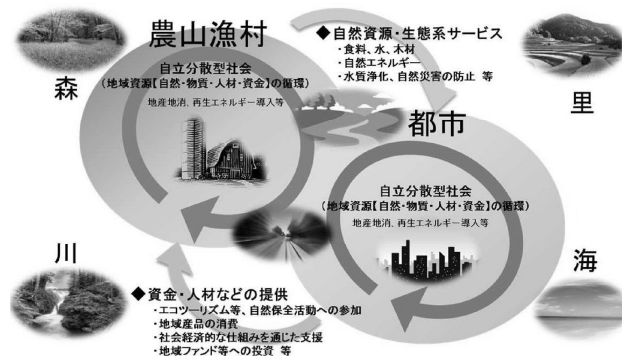 農山漁村
森
自立分散型社会
(地域資源【自然・物質・人材・資金】の循環)
地産地消、再生エネルギー導入等
◆自然資源・生態系サービス
・食料、水、木材
・自然エネルギー
・水質浄化、自然災害の防止 等
里
都市
自立分散型社会
(地域資源【自然・物質・人材・資金】の循環)
地産地消、再生エネルギー導入等
川
◆資金・人材などの提供
・エコツーリズム等、自然保全活動への参加
・地域産品の消費
・社会経済的な仕組みを通じた支援
・地域ファンド等への投資 等
海